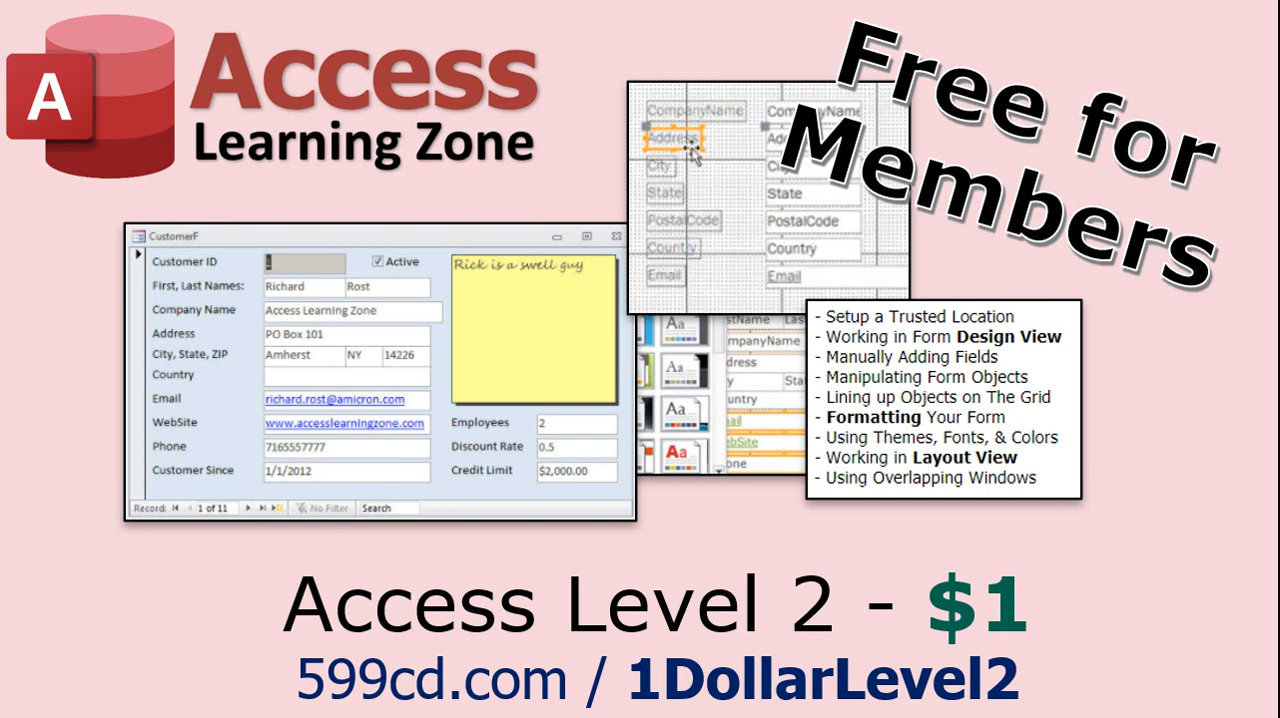 A
Access
Learning Zone
Free for
Members
CompanyName CompanyName
Address
City
State State
PostalCode PostalCode
Country Country
Email Email
CustomerF
Customer ID Active
Rick is a swell guy
First, Last Names: Richard Rost
Company Name Access Learning Zone
Address PO Box 101
City, State, ZIP Amherst NY 14226
Country
Email richard.rost@amicron.com
WebSite www.accesslearningzone.com
Phone 7165557777
Customer Since 1/1/2012
Employees 2
Discount Rate 0.5
Credit Limit $2,000.00
Record: 1 of 11 No Filter Search
Aa
Aa
Aa
Aa
- Setup a Trusted Location
- Working in Form Design View
- Manually Adding Fields
- Manipulating Form Objects
- Lining up Objects on The Grid
- Formatting Your Form
- Using Themes, Fonts, & Colors
- Working in Layout View
- Using Overlapping Windows
Access Level 2 - $1
599cd.com / 1DollarLevel2